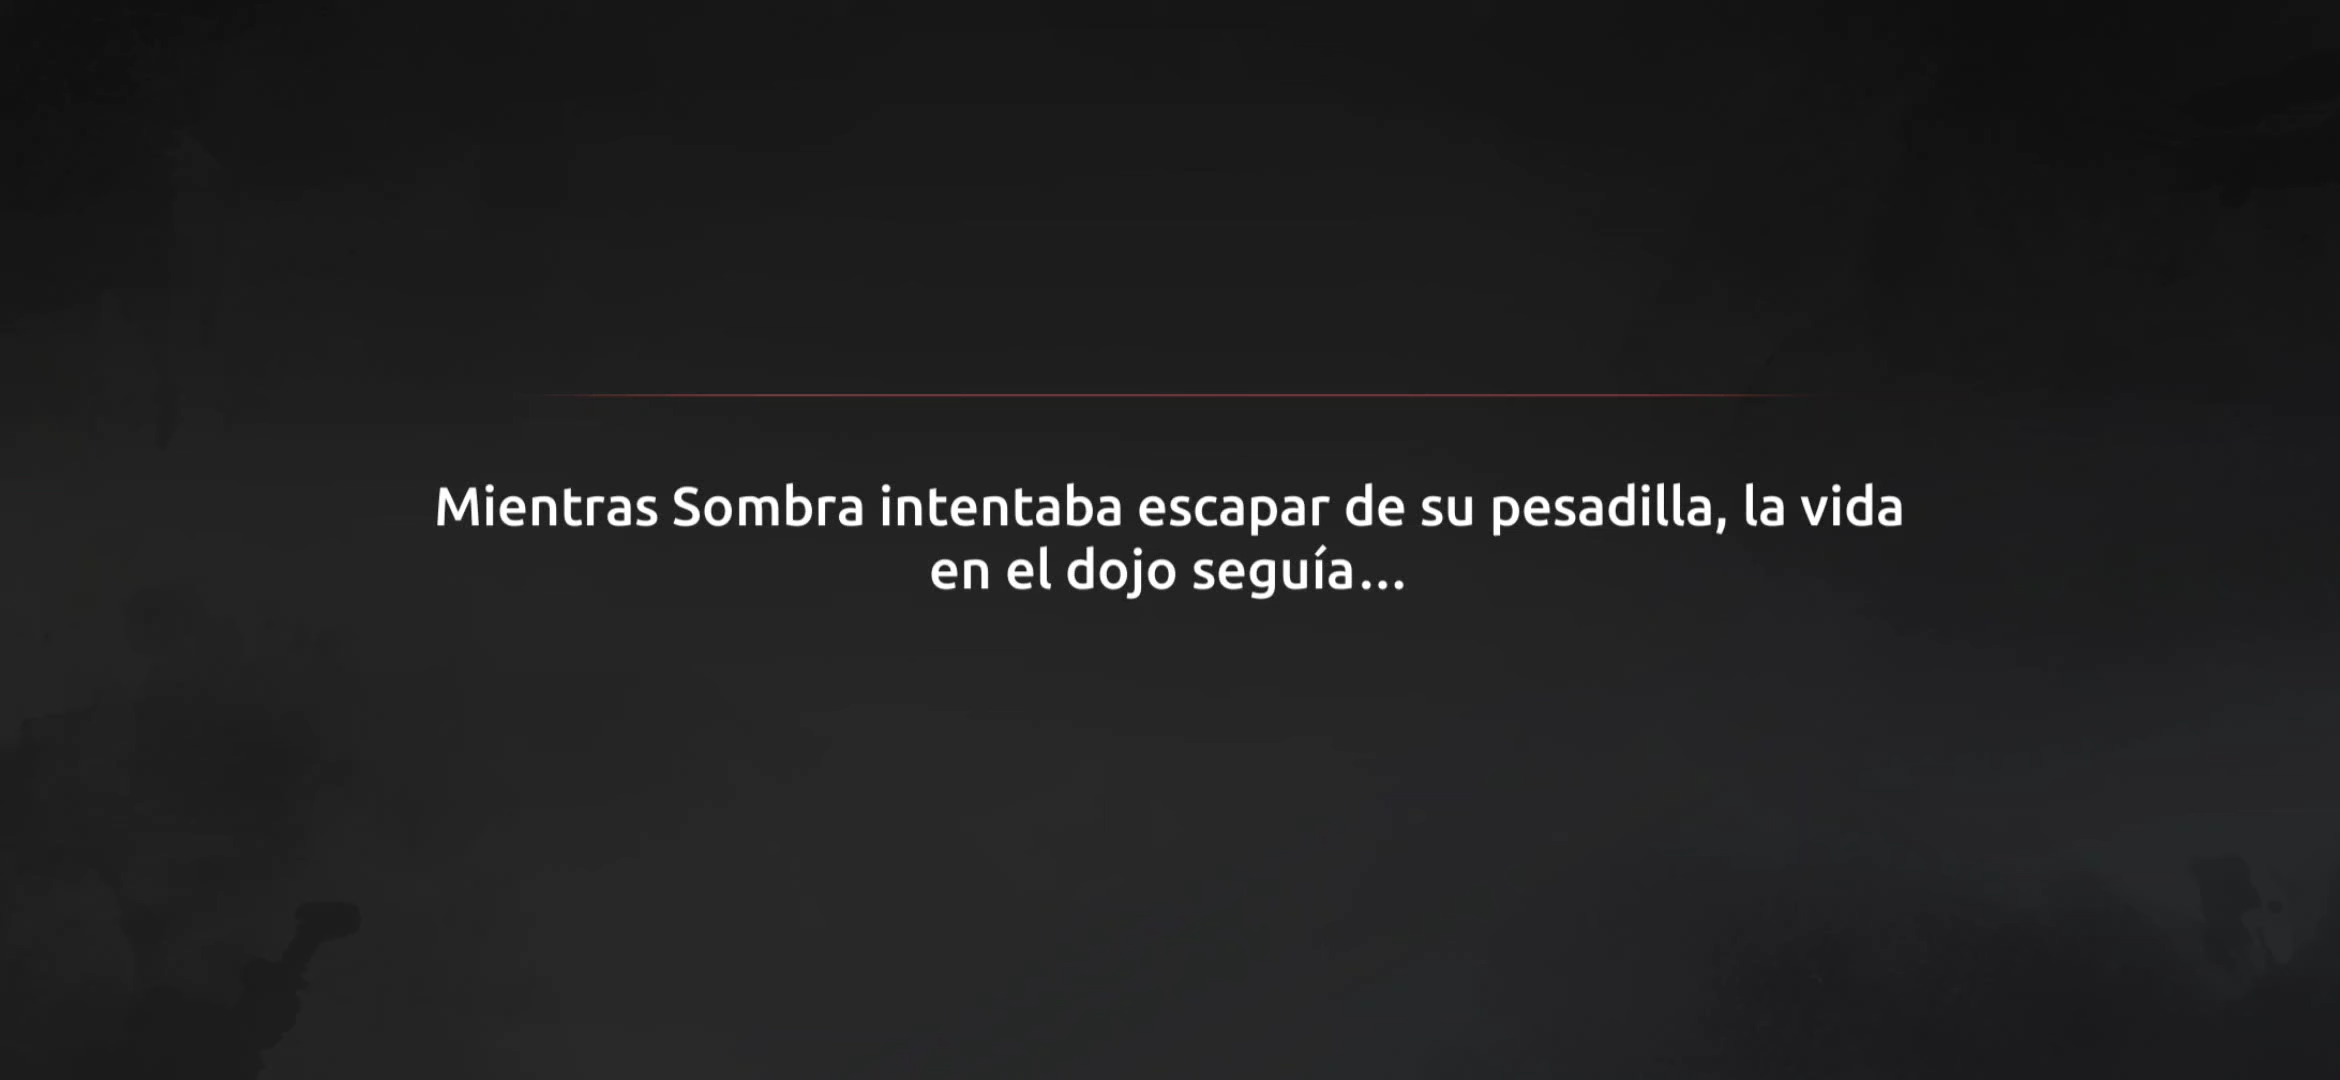 Mientras Sombra intentaba escapar de su pesadilla, la vida
en el dojo seguía...